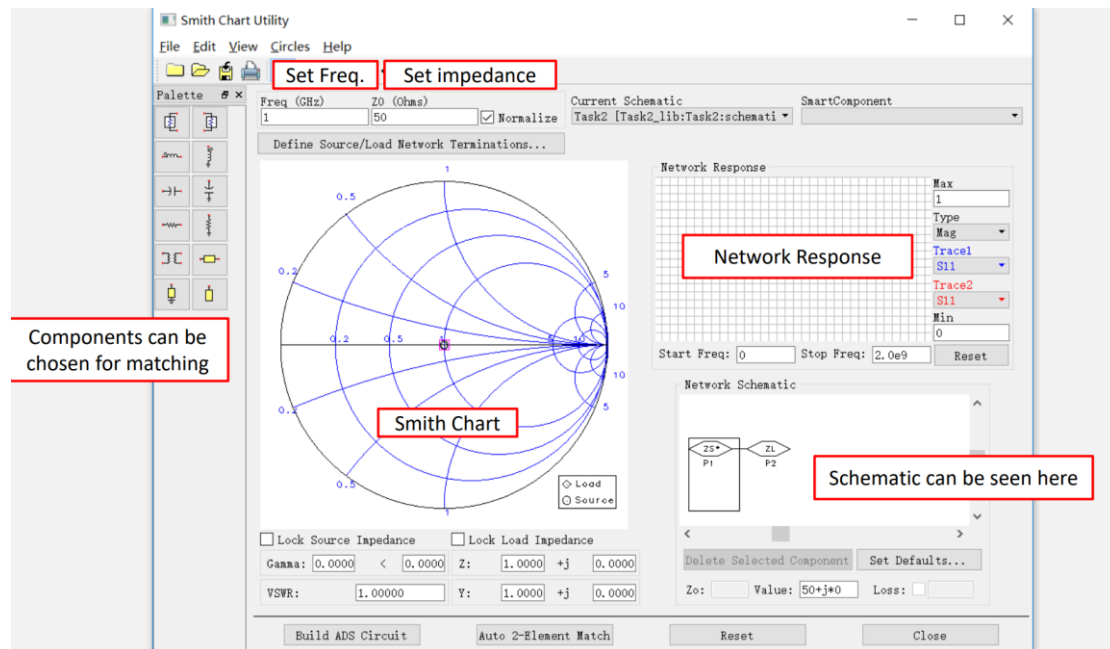 Smith Chart Utility
File Edit View Circles Help
Set Freq.
Set impedance
Palette
Freq (GHz)
Z0 (Ohms)
Current Schematic
SmartComponent
1
50
Normalize
Task2 [Task2_lib:Task2:schemati
Define Source/Load Network Terminations...
Network Response
1
0.5
0.2
5
10
0.2 0.5 1 5 10
10
5
0.2
0.5
1
Smith Chart
Load
Source
Components can be
chosen for matching
Network Response
Max
1
Type
Mag
Trace1
S11
Trace2
S11
Min
0
Start Freq: 0 Stop Freq: 2.0e9 Reset
Network Schematic
ZS* ZL
P1 P2
Schematic can be seen here
Lock Source Impedance Lock Load Impedance
Gamma: 0.0000 < 0.0000 Z: 1.0000 +j 0.0000
VSWR: 1.00000 Y: 1.0000 +j 0.0000
Delete Selected Component Set Defaults...
Zo: Value: 50+j*0 Loss:
Build ADS Circuit Auto 2-Element Match Reset Close